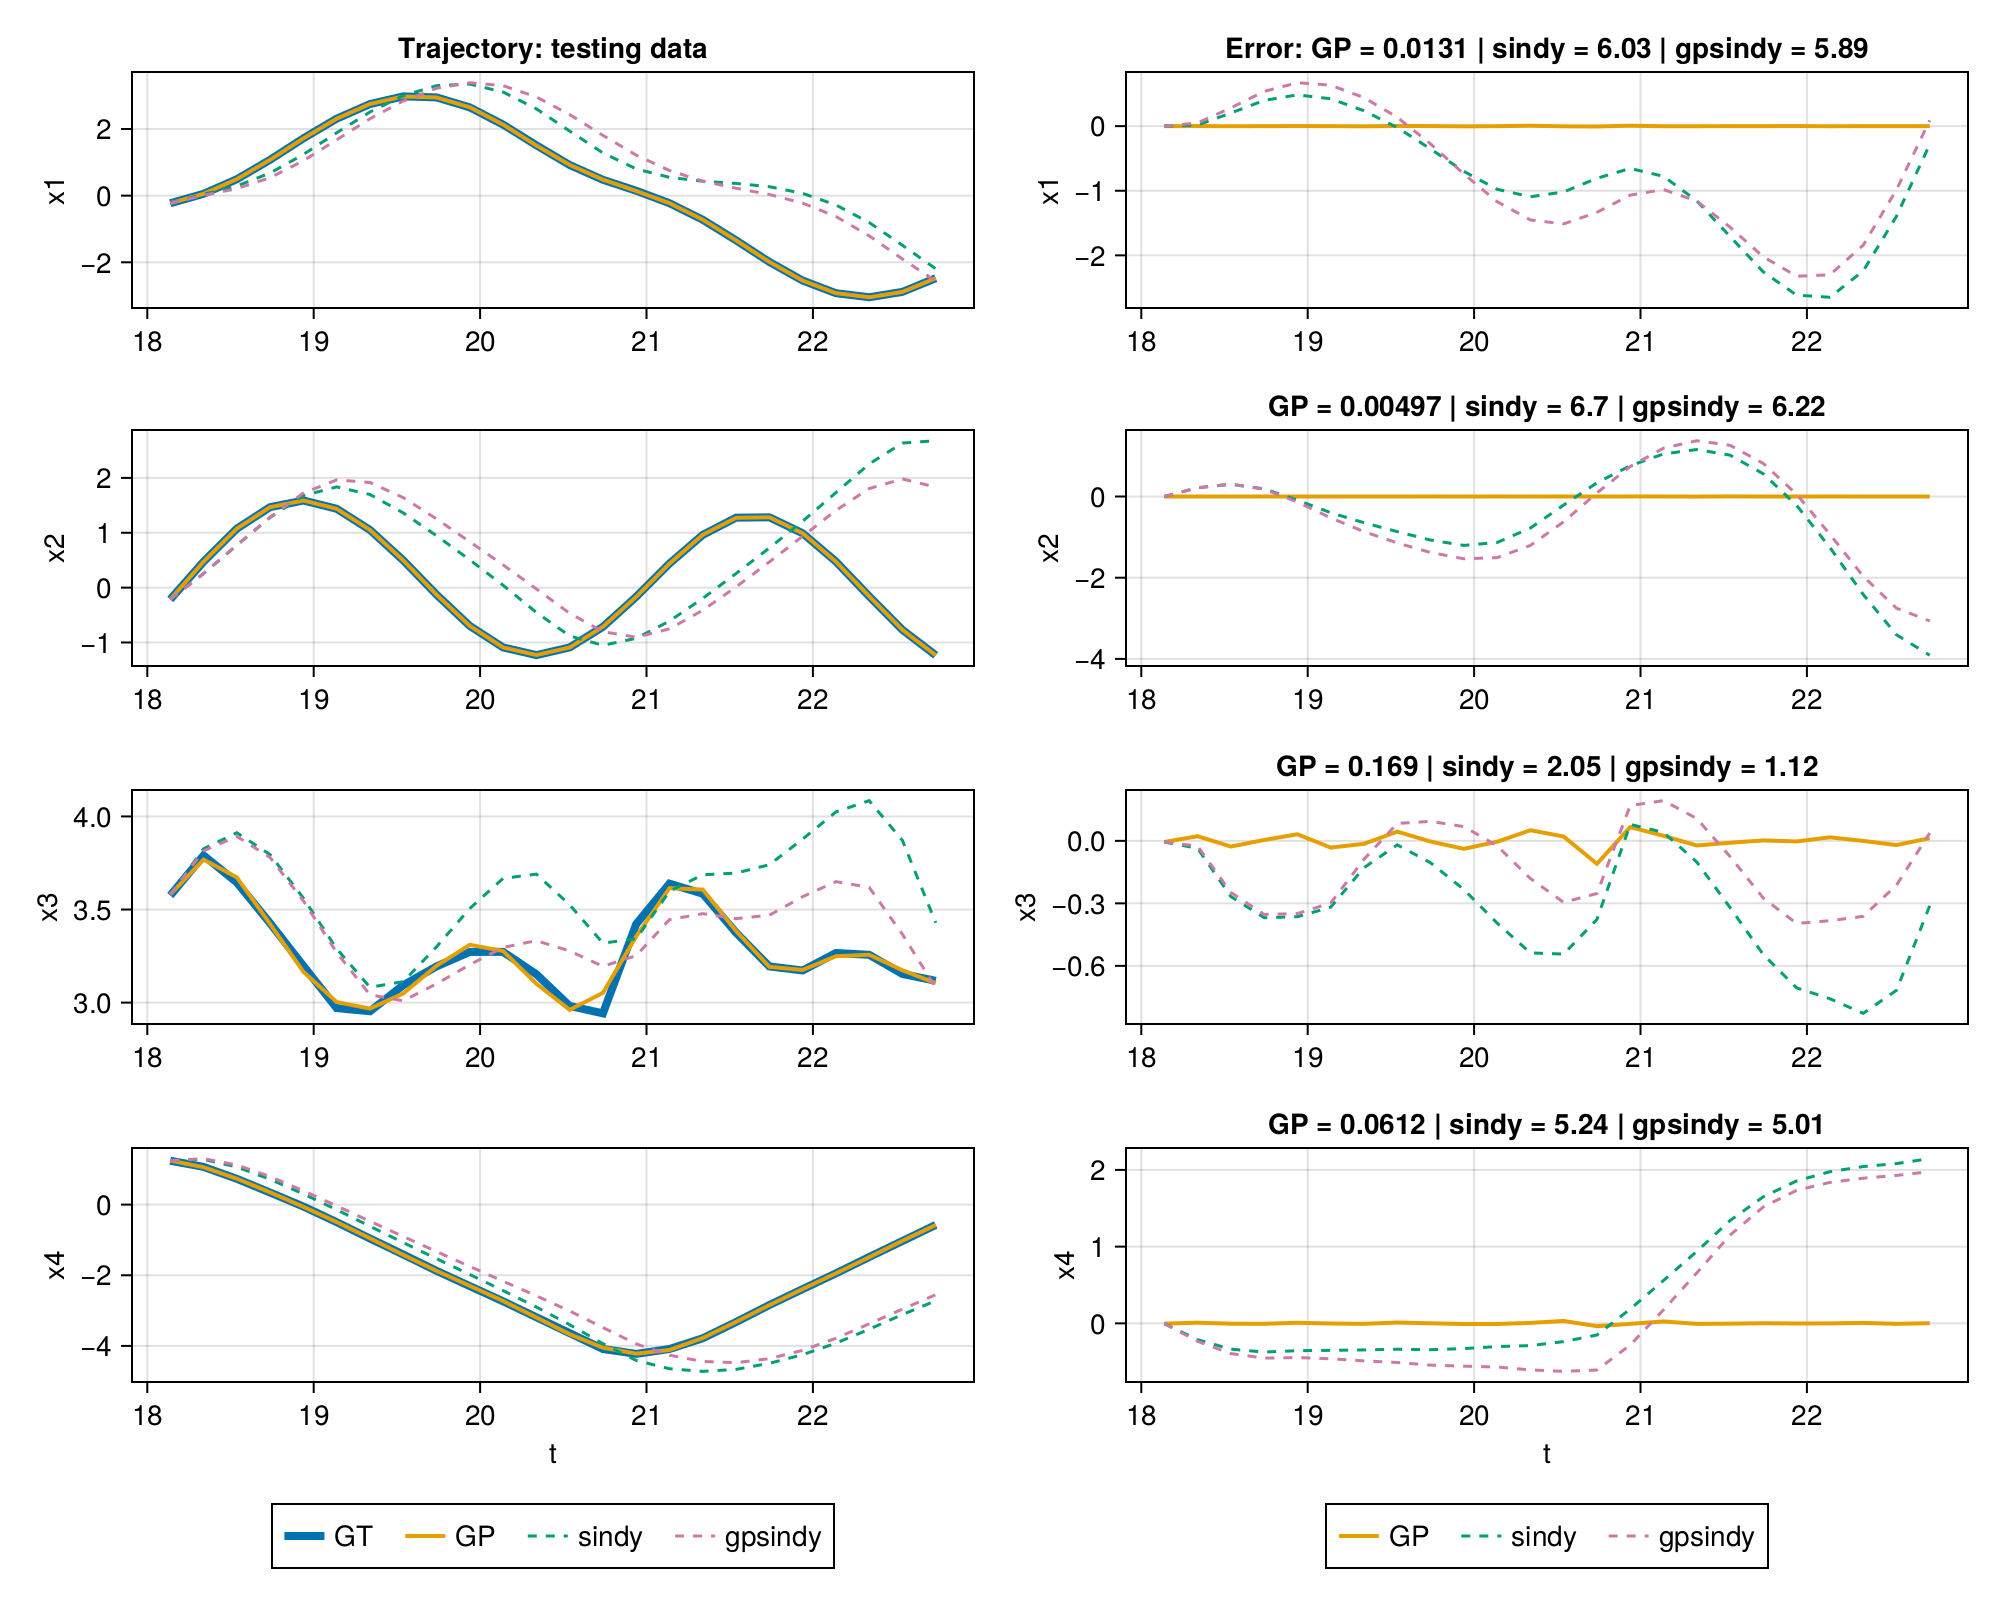 Trajectory: testing data
Error: GP = 0.0131 | sindy = 6.03 | gpsindy = 5.89
x1
2
0
−2
18 19 20 21 22
x1
0
−1
−2
18 19 20 21 22
GP = 0.00497 | sindy = 6.7 | gpsindy = 6.22
x2
2
1
0
−1
18 19 20 21 22
x2
0
−2
−4
18 19 20 21 22
GP = 0.169 | sindy = 2.05 | gpsindy = 1.12
x3
4.0
3.5
3.0
18 19 20 21 22
x3
0.0
−0.3
−0.6
18 19 20 21 22
GP = 0.0612 | sindy = 5.24 | gpsindy = 5.01
x4
0
−2
−4
18 19 20 21 22
t
x4
2
1
0
18 19 20 21 22
t
GT GP sindy gpsindy
GP sindy gpsindy